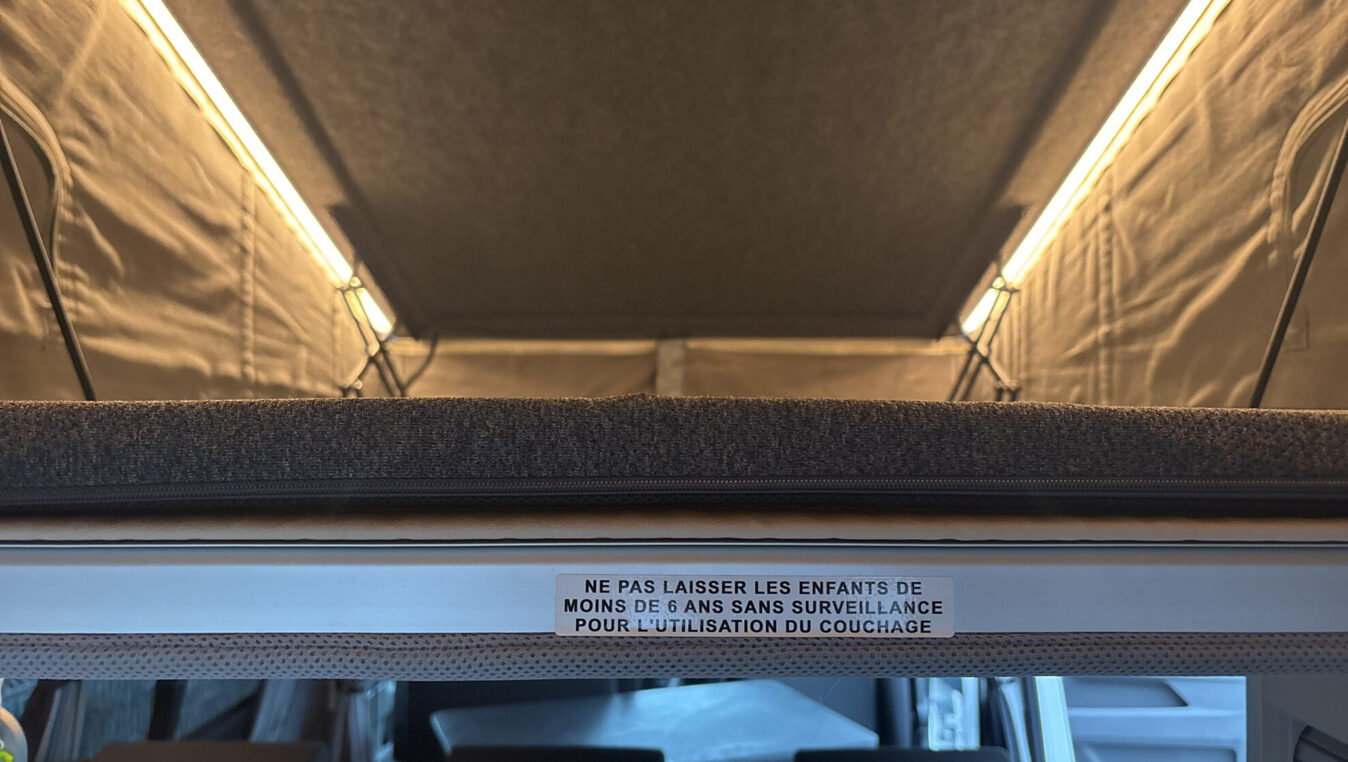 NE PAS LAISSER LES ENFANTS DE
MOINS DE 6 ANS SANS SURVEILLANCE
POUR L'UTILISATION DU COUCHAGE